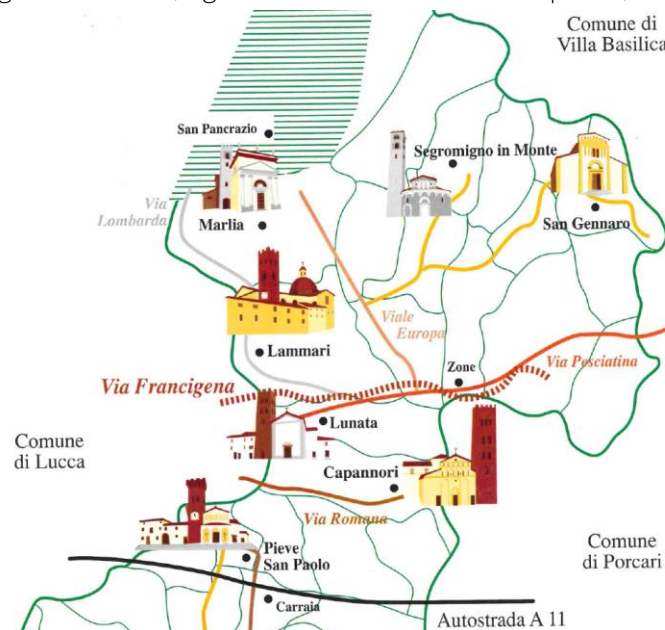 Comune di
Villa Basilica
San Pancrazio
Segromigno in Monte
Via
Lombarda
Marlia
San Gennaro
Viale
Europa
Lammari
Zone
Via Pesciatina
Via Francigena
Lunata
Comune
di Lucca
Capannori
Via Romana
Pieve
San Paolo
Comune
di Porcari
Carraia
Autostrada A 11